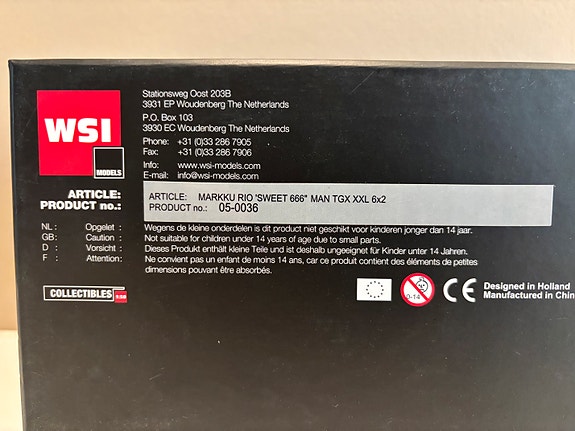 WSI
MODELS
Stationsweg Oost 203B
3931 EP Woudenberg The Netherlands
P.O. Box 103
3930 EC Woudenberg The Netherlands
Phone: +31 (0)33 286 7905
Fax: +31 (0)33 286 7906
Info: www.wsi-models.com
E-mail: info@wsi-models.com
ARTICLE: ARTICLE: MARKKU RIO 'SWEET 666" MAN TGX XXL 6x2
PRODUCT no.: PRODUCT no.: 05-0036
NL: Opgelet : Wegens de kleine onderdelen is dit product niet geschikt voor kinderen jonger dan 14 jaar.
GB: Caution : Not suitable for children under 14 years of age due to small parts.
D : Vorsicht : Dieses Produkt enthält kleine Teile und ist deshalb ungeeignet für Kinder unter 14 Jahren.
F : Attention: Ne convient pas un enfant de moins 14 ans, car ce produit contient des éléments de petites
dimensions pouvant être absorbés.
COLLECTIBLES
0-14
CE
Designed in Holland
Manufactured in Chin